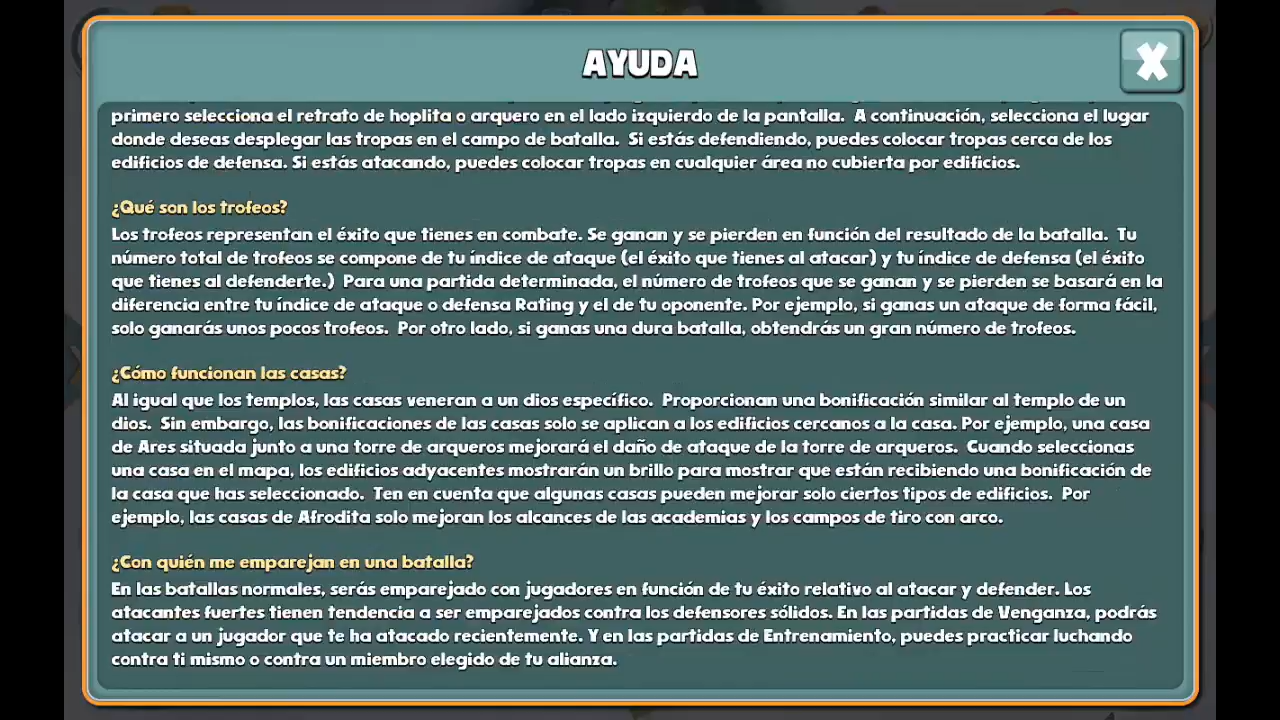 AYUDA
primero selecciona el retrato de hoplita o arquero en el lado izquierdo de la pantalla. A continuación, selecciona el lugar
donde deseas desplegar las tropas en el campo de batalla. Si estás defendiendo, puedes colocar tropas cerca de los
edificios de defensa. Si estás atacando, puedes colocar tropas en cualquier área no cubierta por edificios.
¿Qué son los trofeos?
Los trofeos representan el éxito que tienes en combate. Se ganan y se pierden en función del resultado de la batalla. Tu
número total de trofeos se compone de tu índice de ataque (el éxito que tienes al atacar) y tu índice de defensa (el éxito
que tienes al defenderte.) Para una partida determinada, el número de trofeos que se ganan y se pierden se basará en la
diferencia entre tu índice de ataque o defensa Rating y el de tu oponente. Por ejemplo, si ganas un ataque de forma fácil,
solo ganarás unos pocos trofeos. Por otro lado, si ganas una dura batalla, obtendrás un gran número de trofeos.
¿Cómo funcionan las casas?
Al igual que los templos, las casas veneran a un dios específico. Proporcionan una bonificación similar al templo de un
dios. Sin embargo, las bonificaciones de las casas solo se aplican a los edificios cercanos a la casa. Por ejemplo, una casa
de Ares situada junto a una torre de arqueros mejorará el daño de ataque de la torre de arqueros. Cuando seleccionas
una casa en el mapa, los edificios adyacentes mostrarán un brillo para mostrar que están recibiendo una bonificación de
la casa que has seleccionado. Ten en cuenta que algunas casas pueden mejorar solo ciertos tipos de edificios. Por
ejemplo, las casas de Afrodita solo mejoran los alcances de las academias y los campos de tiro con arco.
¿Con quién me emparejan en una batalla?
En las batallas normales, serás emparejado con jugadores en función de tu éxito relativo al atacar y defender. Los
atacantes fuertes tienen tendencia a ser emparejados contra los defensores sólidos. En las partidas de Venganza, podrás
atacar a un jugador que te ha atacado recientemente. Y en las partidas de Entrenamiento, puedes practicar luchando
contra ti mismo o contra un miembro elegido de tu alianza.